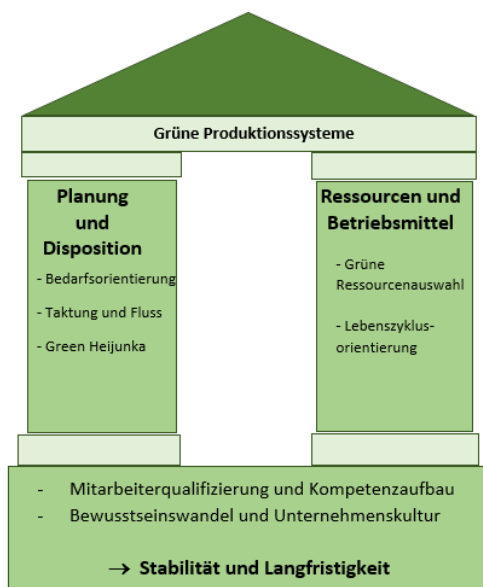 Grüne Produktionssysteme
Planung
und
Disposition
- Bedarfsorientierung
- Taktung und Fluss
- Green Heijunka
Ressourcen und
Betriebsmittel
- Grüne
Ressourcenauswahl
- Lebenszyklus-
orientierung
- Mitarbeiterqualifizierung und Kompetenzaufbau
- Bewusstseinswandel und Unternehmenskultur
→ Stabilität und Langfristigkeit